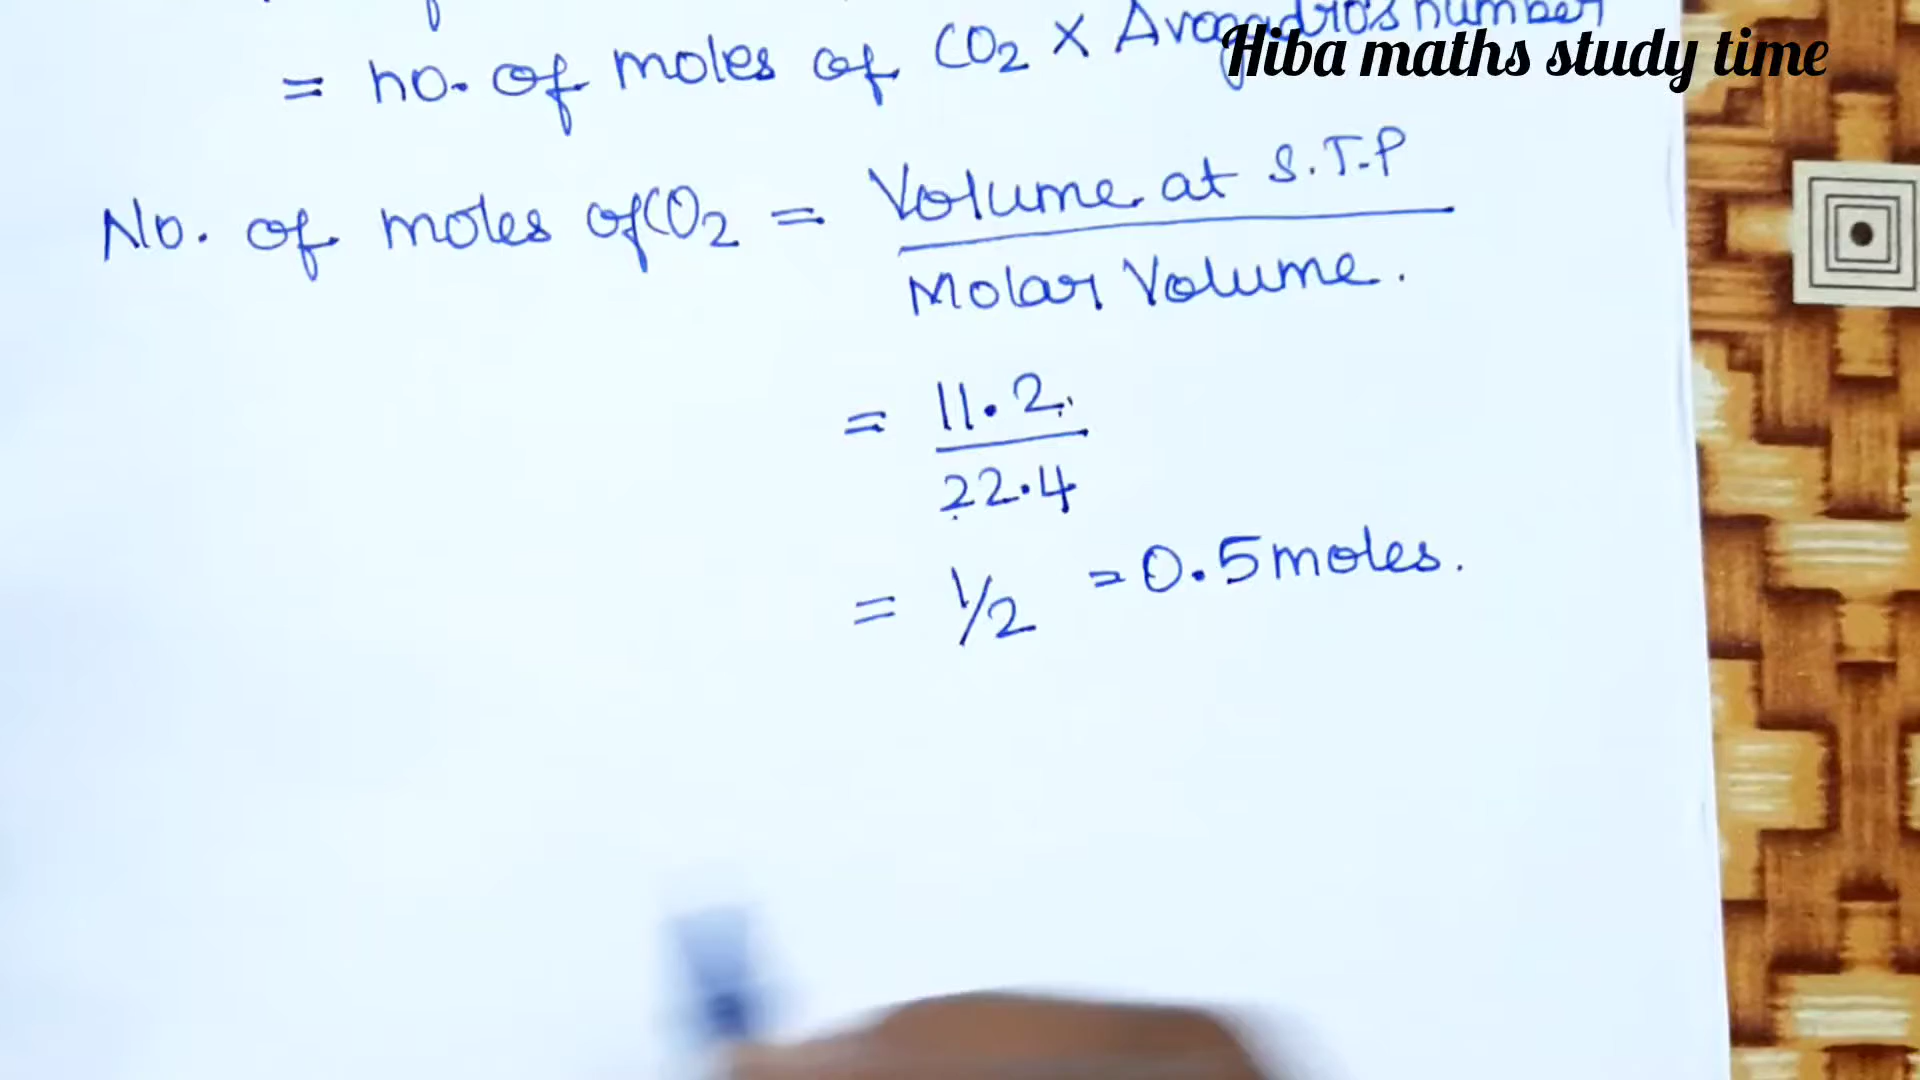 = no. of moles of CO2 × Avogadro's number
Hiba maths study time
No. of moles of CO2 = Volume at S.T.P
Molar Volume.
= 11.2
22.4
= 1/2 = 0.5 moles.